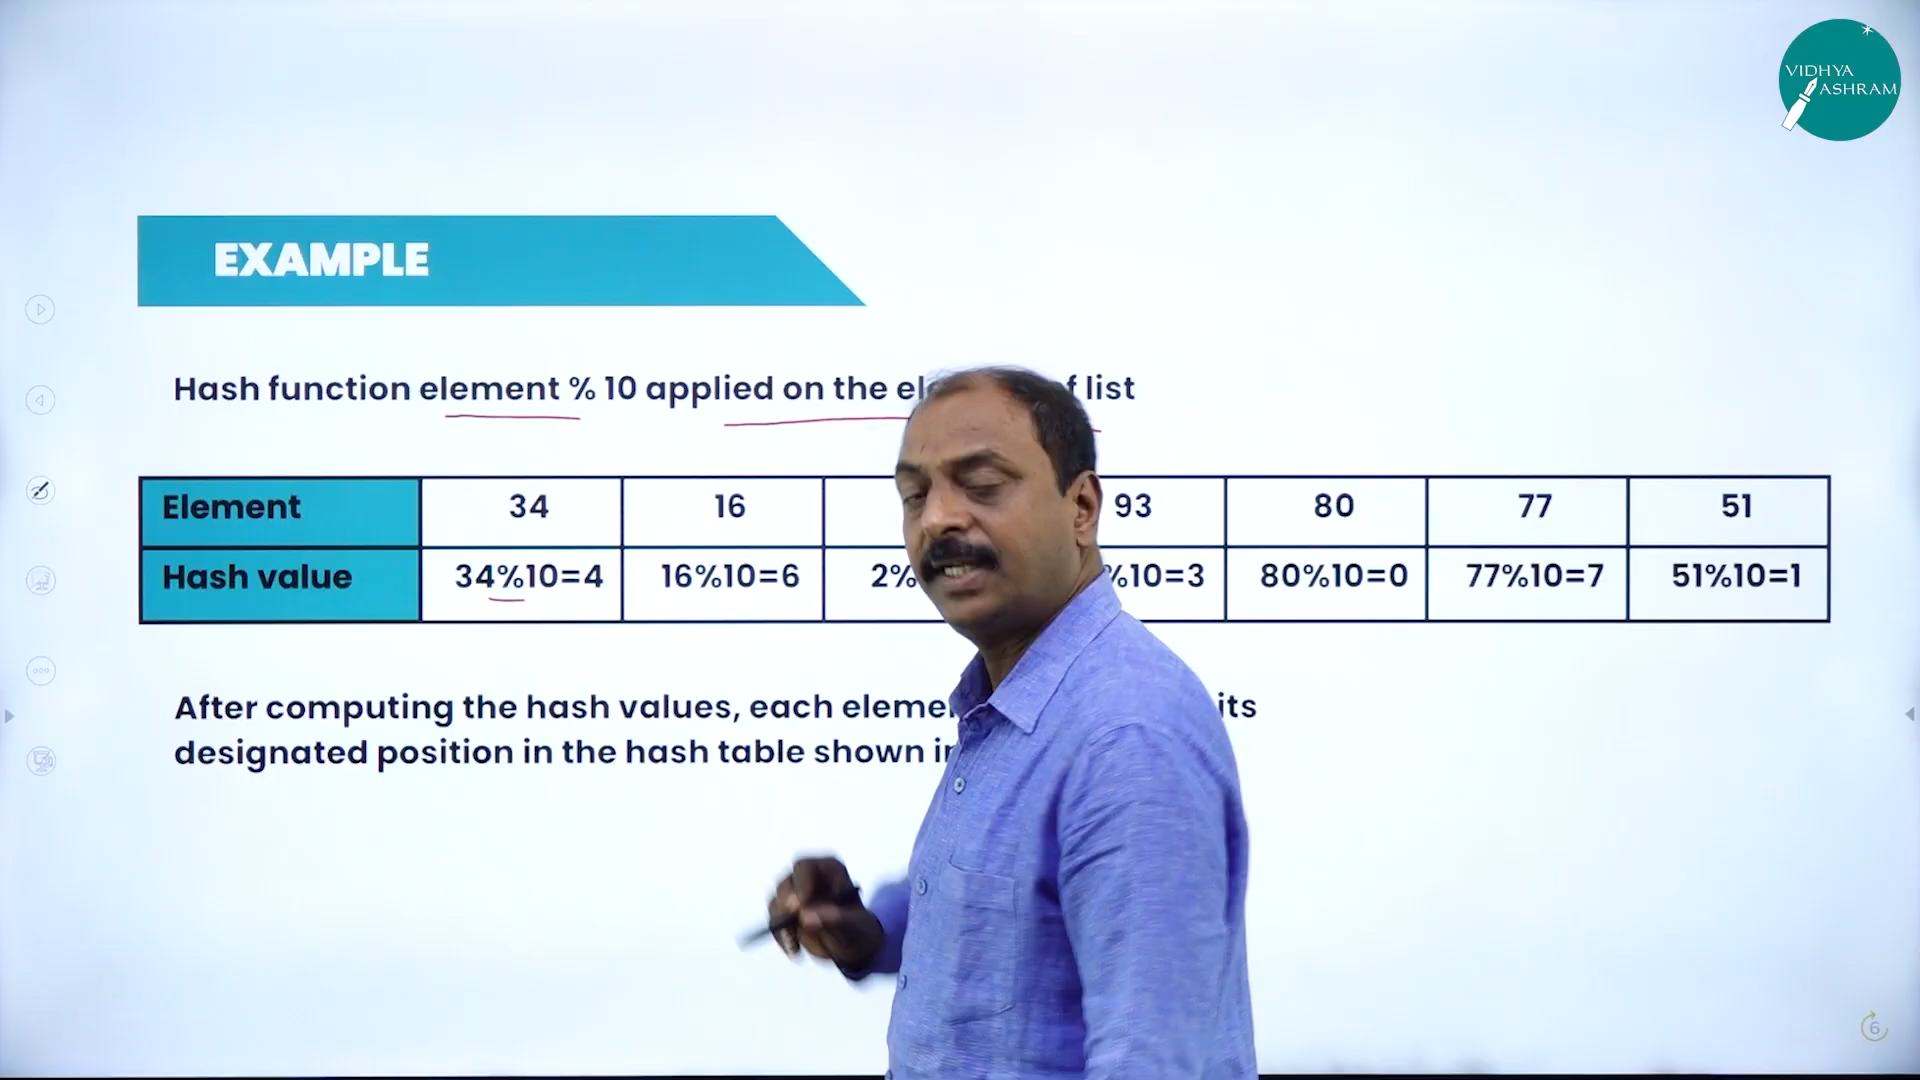 VIDHYA
ASHRAM
EXAMPLE
Hash function element % 10 applied on the list
Element 34 16 93 80 77 51
Hash value 34%10=4 16%10=6 2% %10=3 80%10=0 77%10=7 51%10=1
After computing the hash values, each its
designated position in the hash table shown
6